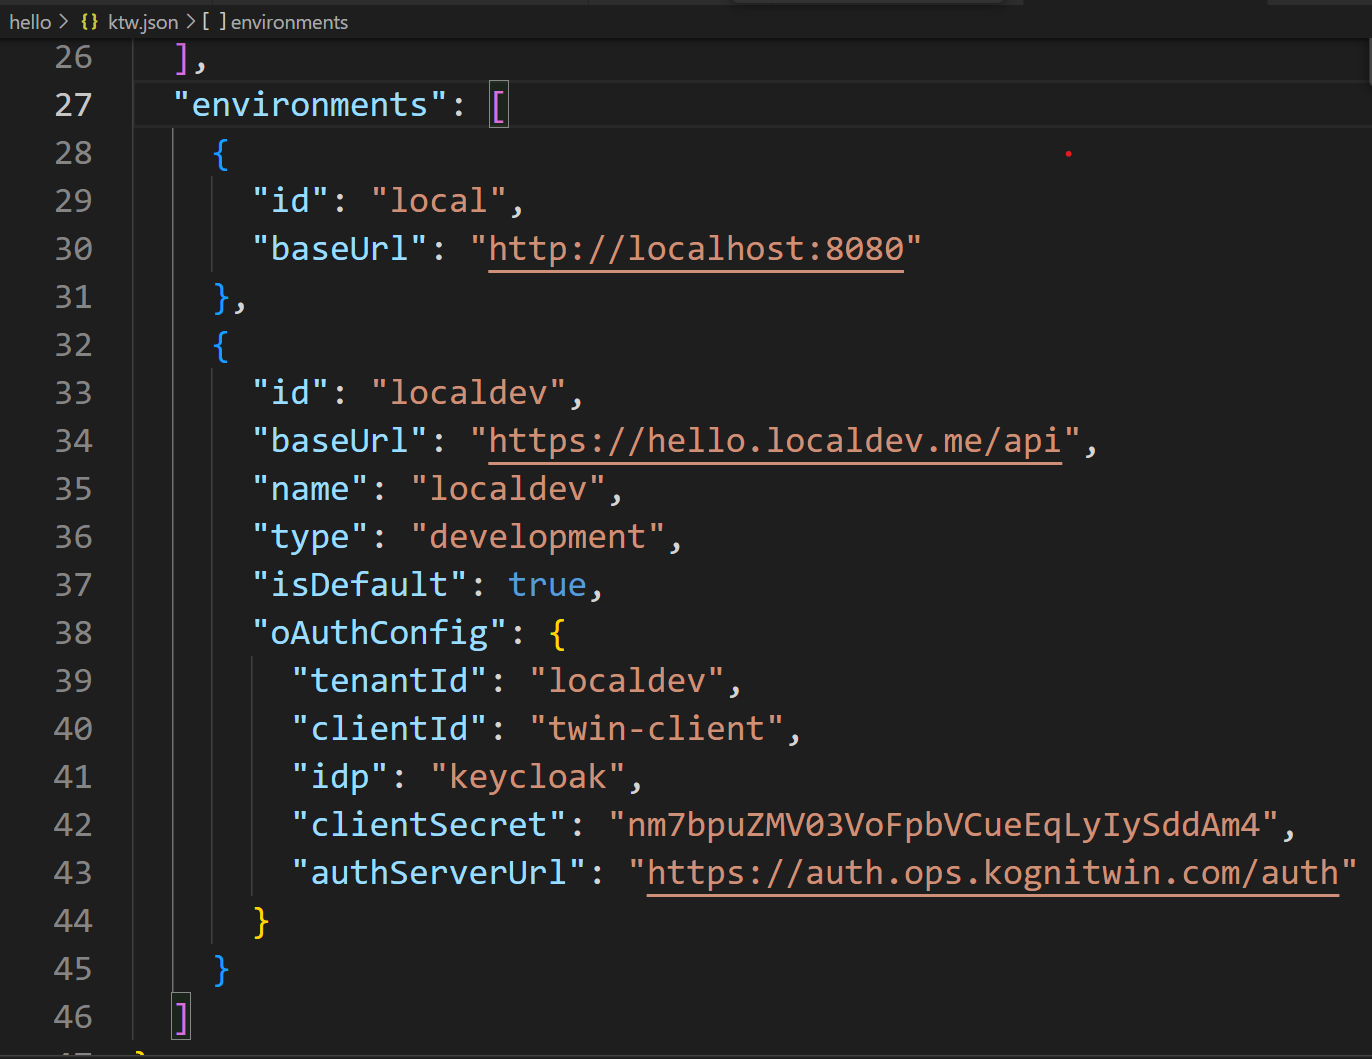 hello > {} ktw.json > [ ] environments
26 ],
27 "environments": [
28 {
29 "id": "local",
30 "baseUrl": "http://localhost:8080"
31 },
32 {
33 "id": "localdev",
34 "baseUrl": "https://hello.localdev.me/api",
35 "name": "localdev",
36 "type": "development",
37 "isDefault": true,
38 "oAuthConfig": {
39 "tenantId": "localdev",
40 "clientId": "twin-client",
41 "idp": "keycloak",
42 "clientSecret": "nm7bpuZMV03VoFpbVCueEqLyIySddAm4",
43 "authServerUrl": "https://auth.ops.kognitwin.com/auth"
44 }
45 }
46 ]